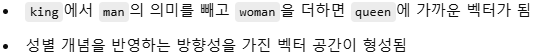 • king 에서 man 의 의미를 빼고 woman 을 더하면 queen 에 가까운 벡터가 됨
• 성별 개념을 반영하는 방향성을 가진 벡터 공간이 형성됨